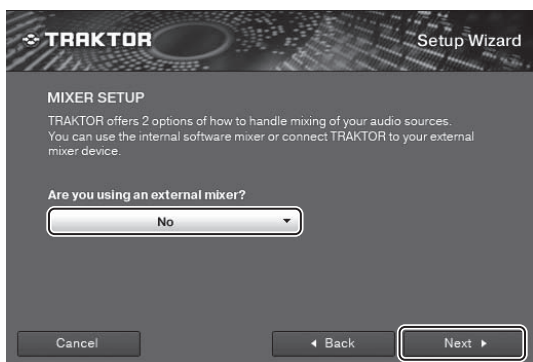 TRAKTOR
Setup Wizard
MIXER SETUP
TRAKTOR offers 2 options of how to handle mixing of your audio sources.
You can use the internal software mixer or connect TRAKTOR to your external
mixer device.
Are you using an external mixer?
No
Cancel
Back
Next